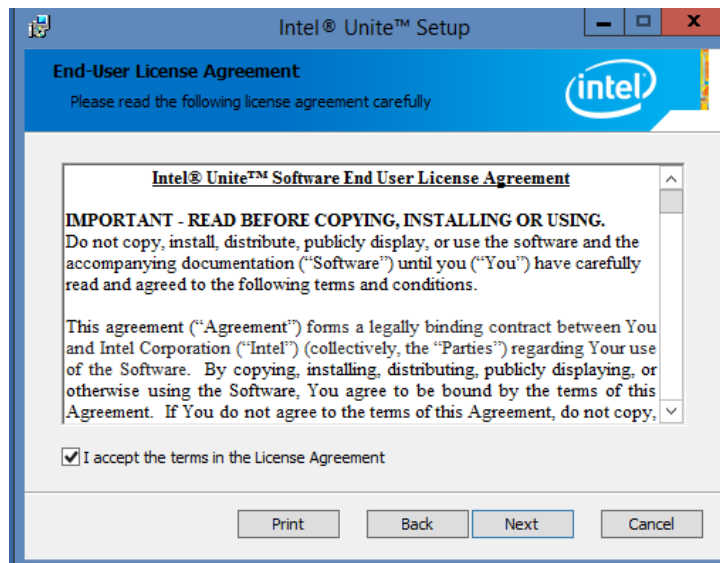 Intel® Unite™ Setup
End-User License Agreement
Please read the following license agreement carefully
intel
Intel® Unite™ Software End User License Agreement
IMPORTANT - READ BEFORE COPYING, INSTALLING OR USING.
Do not copy, install, distribute, publicly display, or use the software and the
accompanying documentation (“Software”) until you (“You”) have carefully
read and agreed to the following terms and conditions.
This agreement (“Agreement”) forms a legally binding contract between You
and Intel Corporation (“Intel”) (collectively, the “Parties”) regarding Your use
of the Software. By copying, installing, distributing, publicly displaying, or
otherwise using the Software, You agree to be bound by the terms of this
Agreement. If You do not agree to the terms of this Agreement, do not copy,
I accept the terms in the License Agreement
Print Back Next Cancel